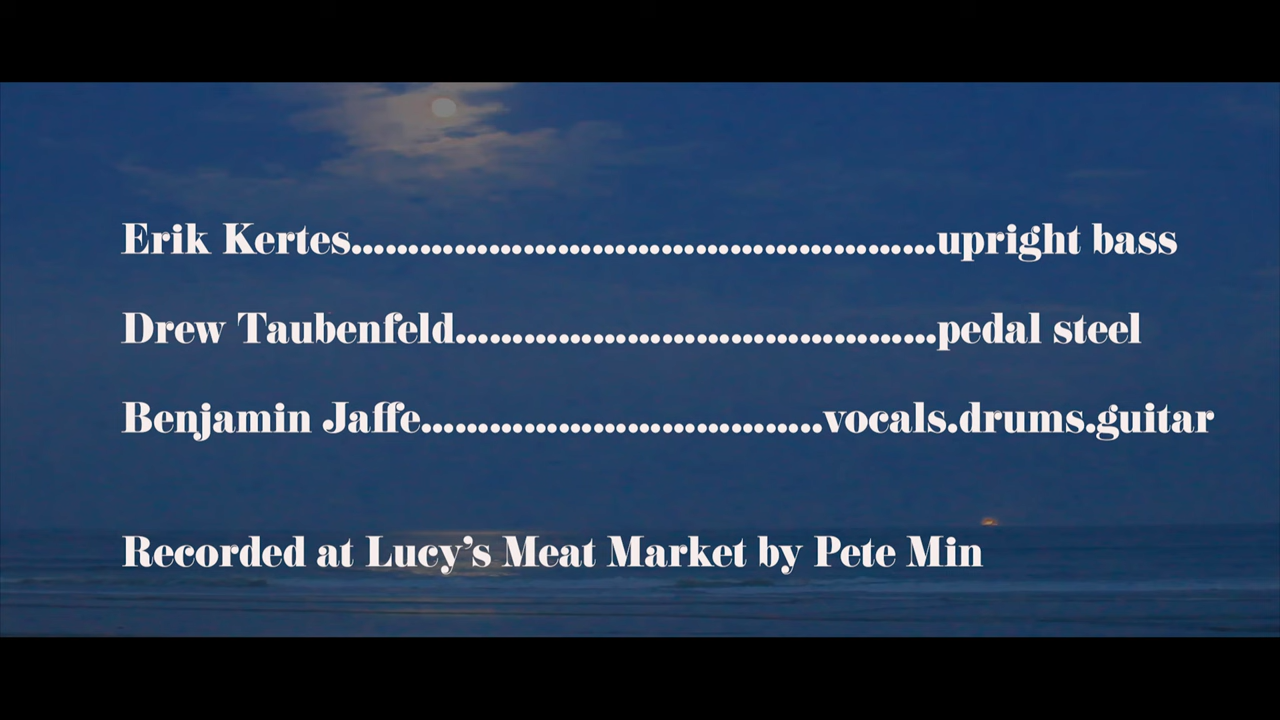 Erik Kertes..................................................upright bass
Drew Taubenfeld.........................................pedal steel
Benjamin Jaffe..................................vocals.drums.guitar
Recorded at Lucy’s Meat Market by Pete Min